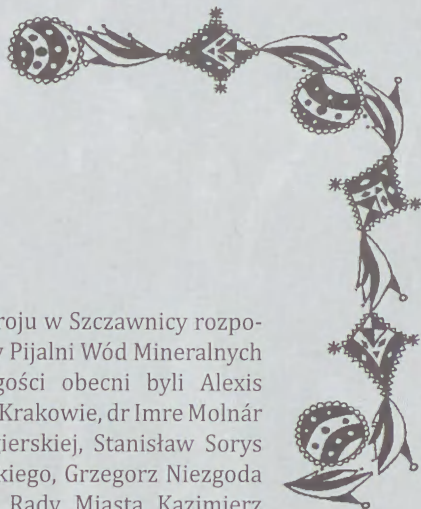 roju w Szczawnicy rozpo-
y Pijalni Wód Mineralnych
gości obecni byli Alexis
Krakowie, dr Imre Molnár
gierskiej, Stanisław Sorys
kiego, Grzegorz Niezgoda
Rady Miasta Kazimierz